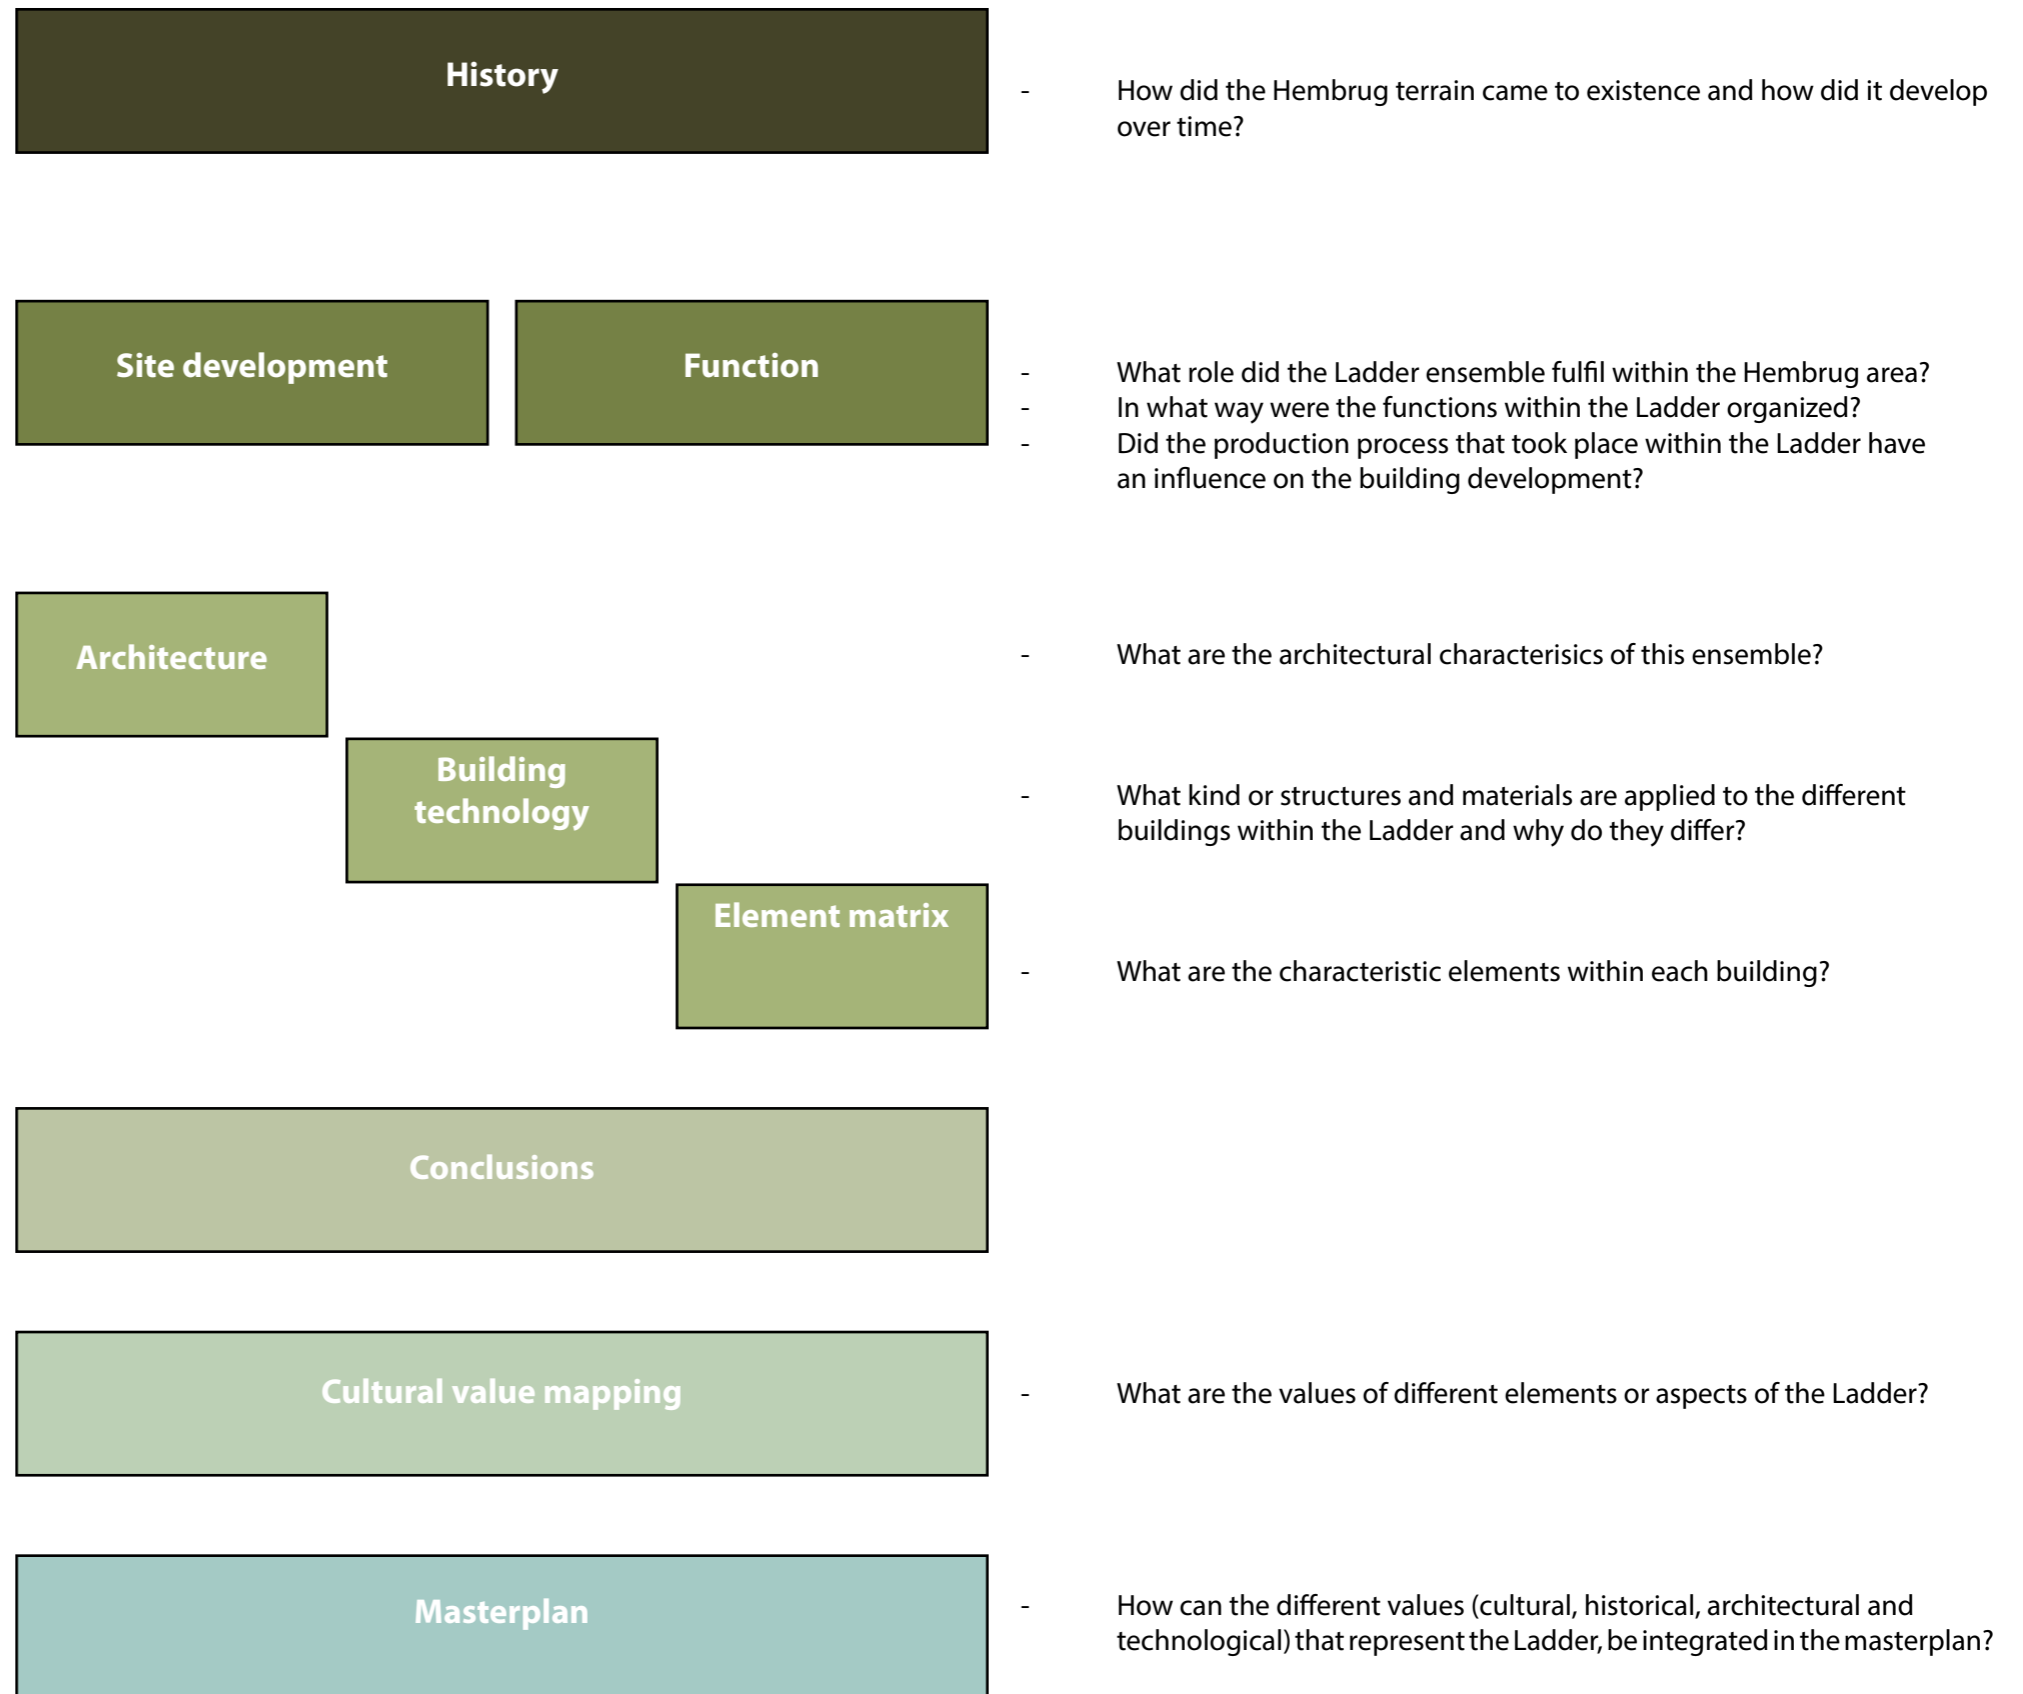 History
- How did the Hembrug terrain came to existence and how did it develop
over time?
Site development
Function
- What role did the Ladder ensemble fulfil within the Hembrug area?
- In what way were the functions within the Ladder organized?
- Did the production process that took place within the Ladder have
an influence on the building development?
Architecture
- What are the architectural characterisics of this ensemble?
Building
technology
- What kind or structures and materials are applied to the different
buildings within the Ladder and why do they differ?
Element matrix
- What are the characteristic elements within each building?
Conclusions
Cultural value mapping
- What are the values of different elements or aspects of the Ladder?
Masterplan
- How can the different values (cultural, historical, architectural and
technological) that represent the Ladder, be integrated in the masterplan?